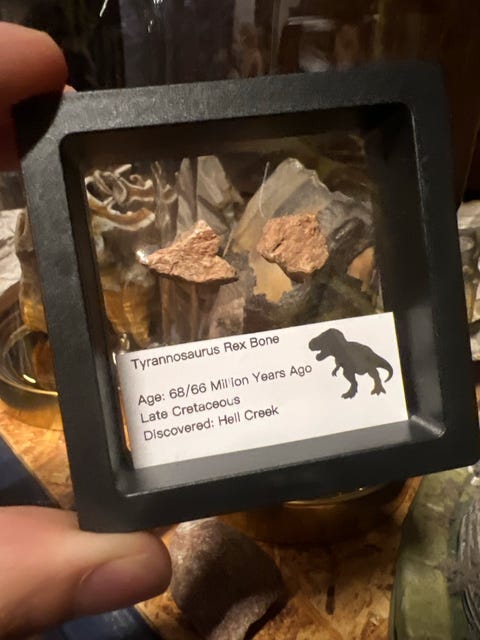 Tyrannosaurus Rex Bone
Age: 68/66 Million Years Ago
Late Cretaceous
Discovered: Hell Creek